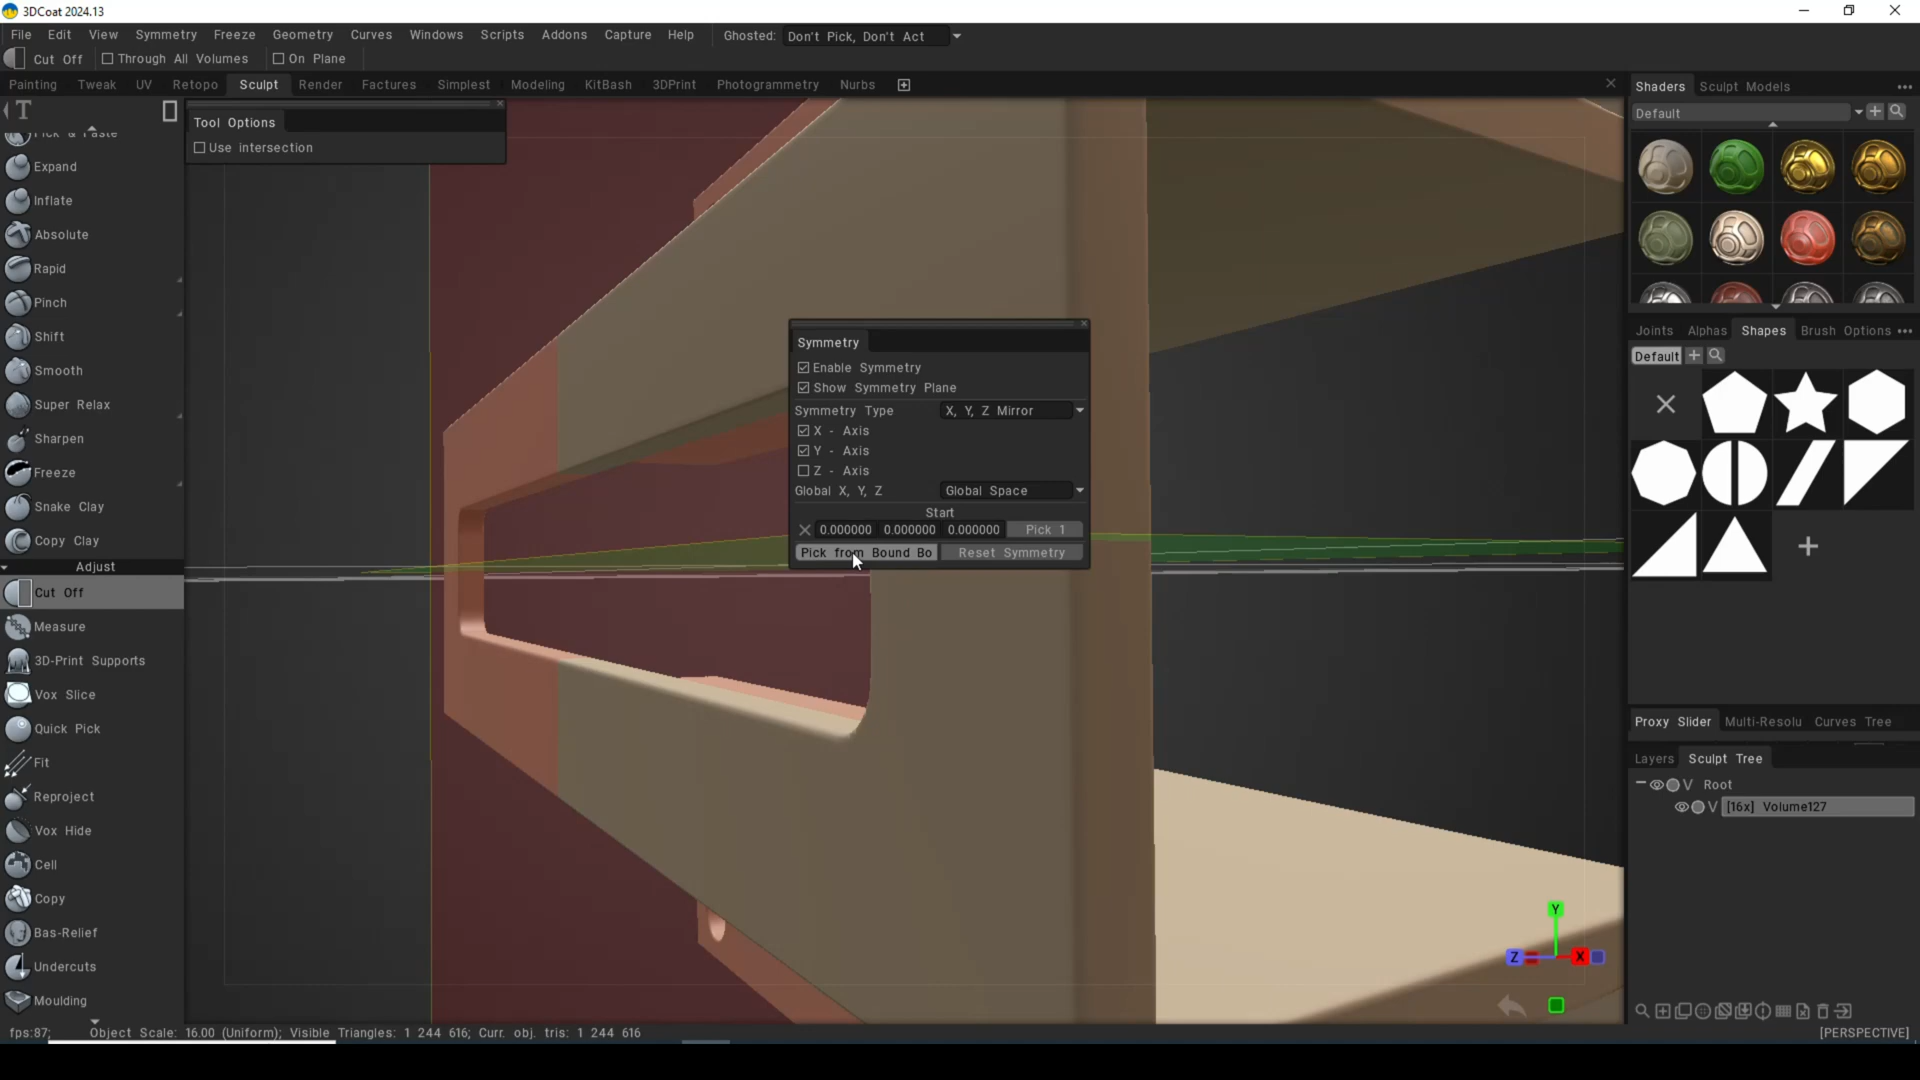 3DCoat 2024.13
File Edit View Symmetry Freeze Geometry Curves Windows Scripts Addons Capture Help Ghosted: Don't Pick, Don't Act
Cut Off Through All Volumes On Plane
Painting Tweak UV Retopo Sculpt Render Factures Simplest Modeling KitBash 3DPrint Photogrammetry Nurbs
T
Pick & Paste
Expand
Inflate
Absolute
Rapid
Pinch
Shift
Smooth
Super Relax
Sharpen
Freeze
Snake Clay
Copy Clay
Adjust
Cut Off
Measure
3D-Print Supports
Vox Slice
Quick Pick
Fit
Reproject
Vox Hide
Cell
Copy
Bas-Relief
Undercuts
Moulding
Tool Options
Use intersection
Symmetry
Enable Symmetry
Show Symmetry Plane
Symmetry Type X, Y, Z Mirror
X - Axis
Y - Axis
Z - Axis
Global X, Y, Z Global Space
Start
0.000000 0.000000 0.000000 Pick 1
Pick from Bound Bo Reset Symmetry
Y
Z X
Shaders Sculpt Models
Default
Joints Alphas Shapes Brush Options
Default
Proxy Slider Multi-Resolu Curves Tree
Layers Sculpt Tree
V Root
V [16x] Volume127
fps:87; Object Scale: 16.00 (Uniform); Visible Triangles: 1 244 616; Curr. obj. tris: 1 244 616
[PERSPECTIVE]